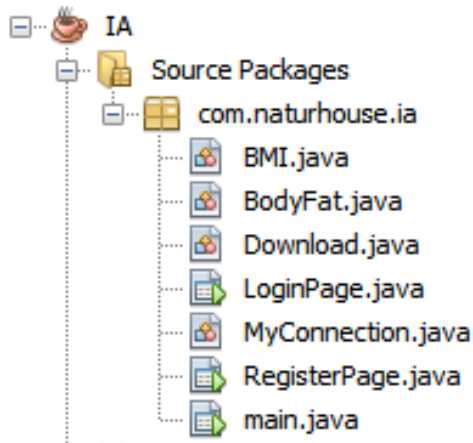 IA
Source Packages
com.naturhouse.ia
BMI.java
BodyFat.java
Download.java
LoginPage.java
MyConnection.java
RegisterPage.java
main.java